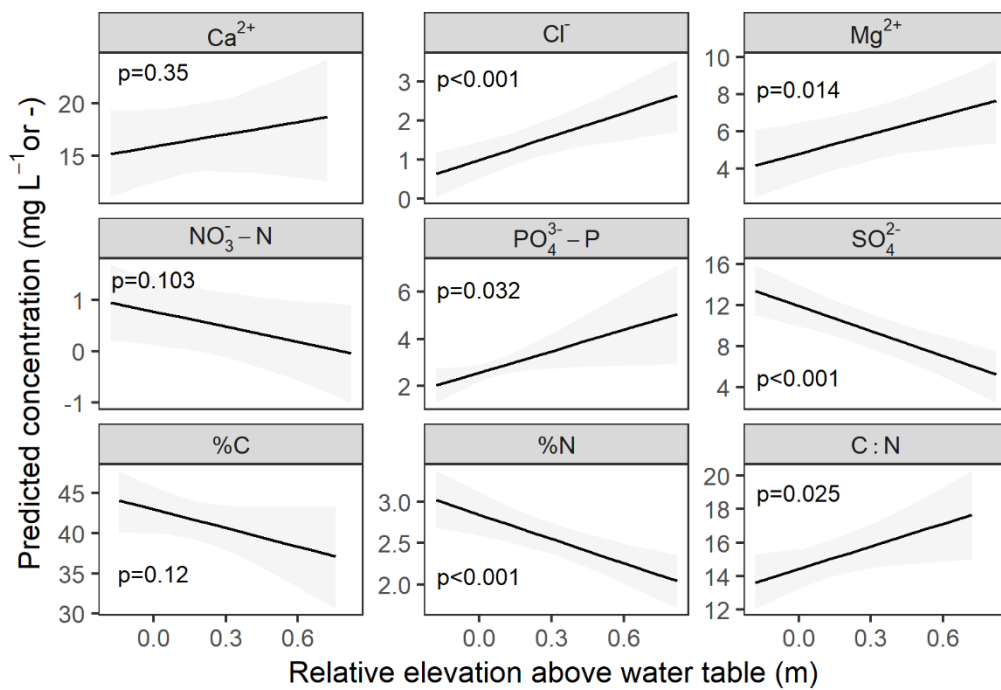 Predicted concentration (mg L⁻¹or -)
Ca²⁺
p=0.35
20
15
Cl⁻
p<0.001
3
2
1
0
Mg²⁺
p=0.014
10
8
6
4
NO₃⁻ – N
p=0.103
1
0
-1
PO₄³⁻ – P
p=0.032
6
4
2
SO₄²⁻
p<0.001
16
12
8
4
%C
p=0.12
45
40
35
30
0.0 0.3 0.6
%N
p<0.001
3.0
2.5
2.0
0.0 0.3 0.6
C : N
p=0.025
20
18
16
14
12
0.0 0.3 0.6
Relative elevation above water table (m)